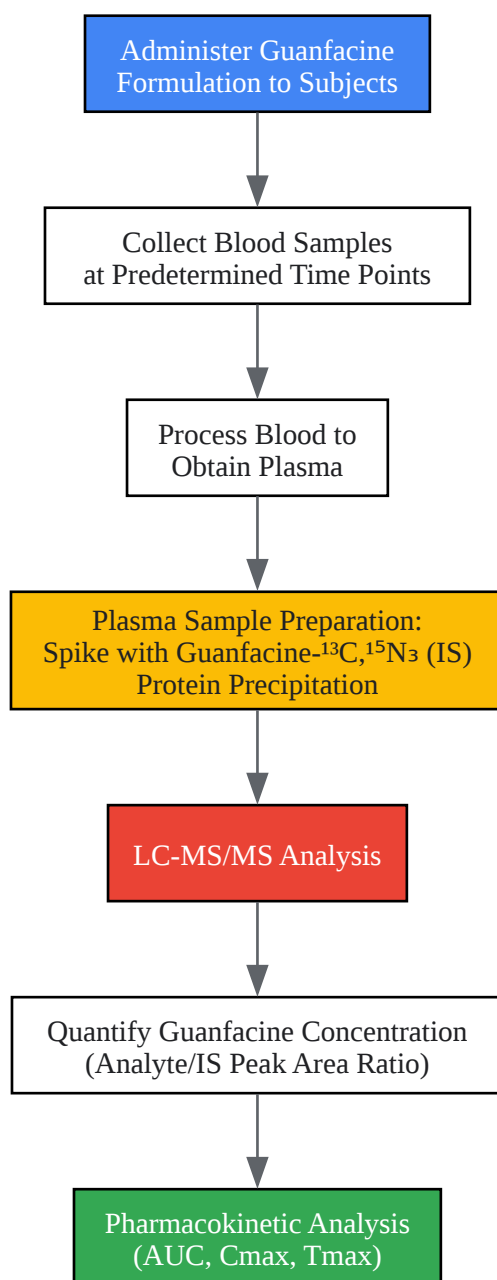 Administer Guanfacine
Formulation to Subjects
Collect Blood Samples
at Predetermined Time Points
Process Blood to
Obtain Plasma
Plasma Sample Preparation:
Spike with Guanfacine-¹³C,¹⁵N₃ (IS)
Protein Precipitation
LC-MS/MS Analysis
Quantify Guanfacine Concentration
(Analyte/IS Peak Area Ratio)
Pharmacokinetic Analysis
(AUC, Cmax, Tmax)